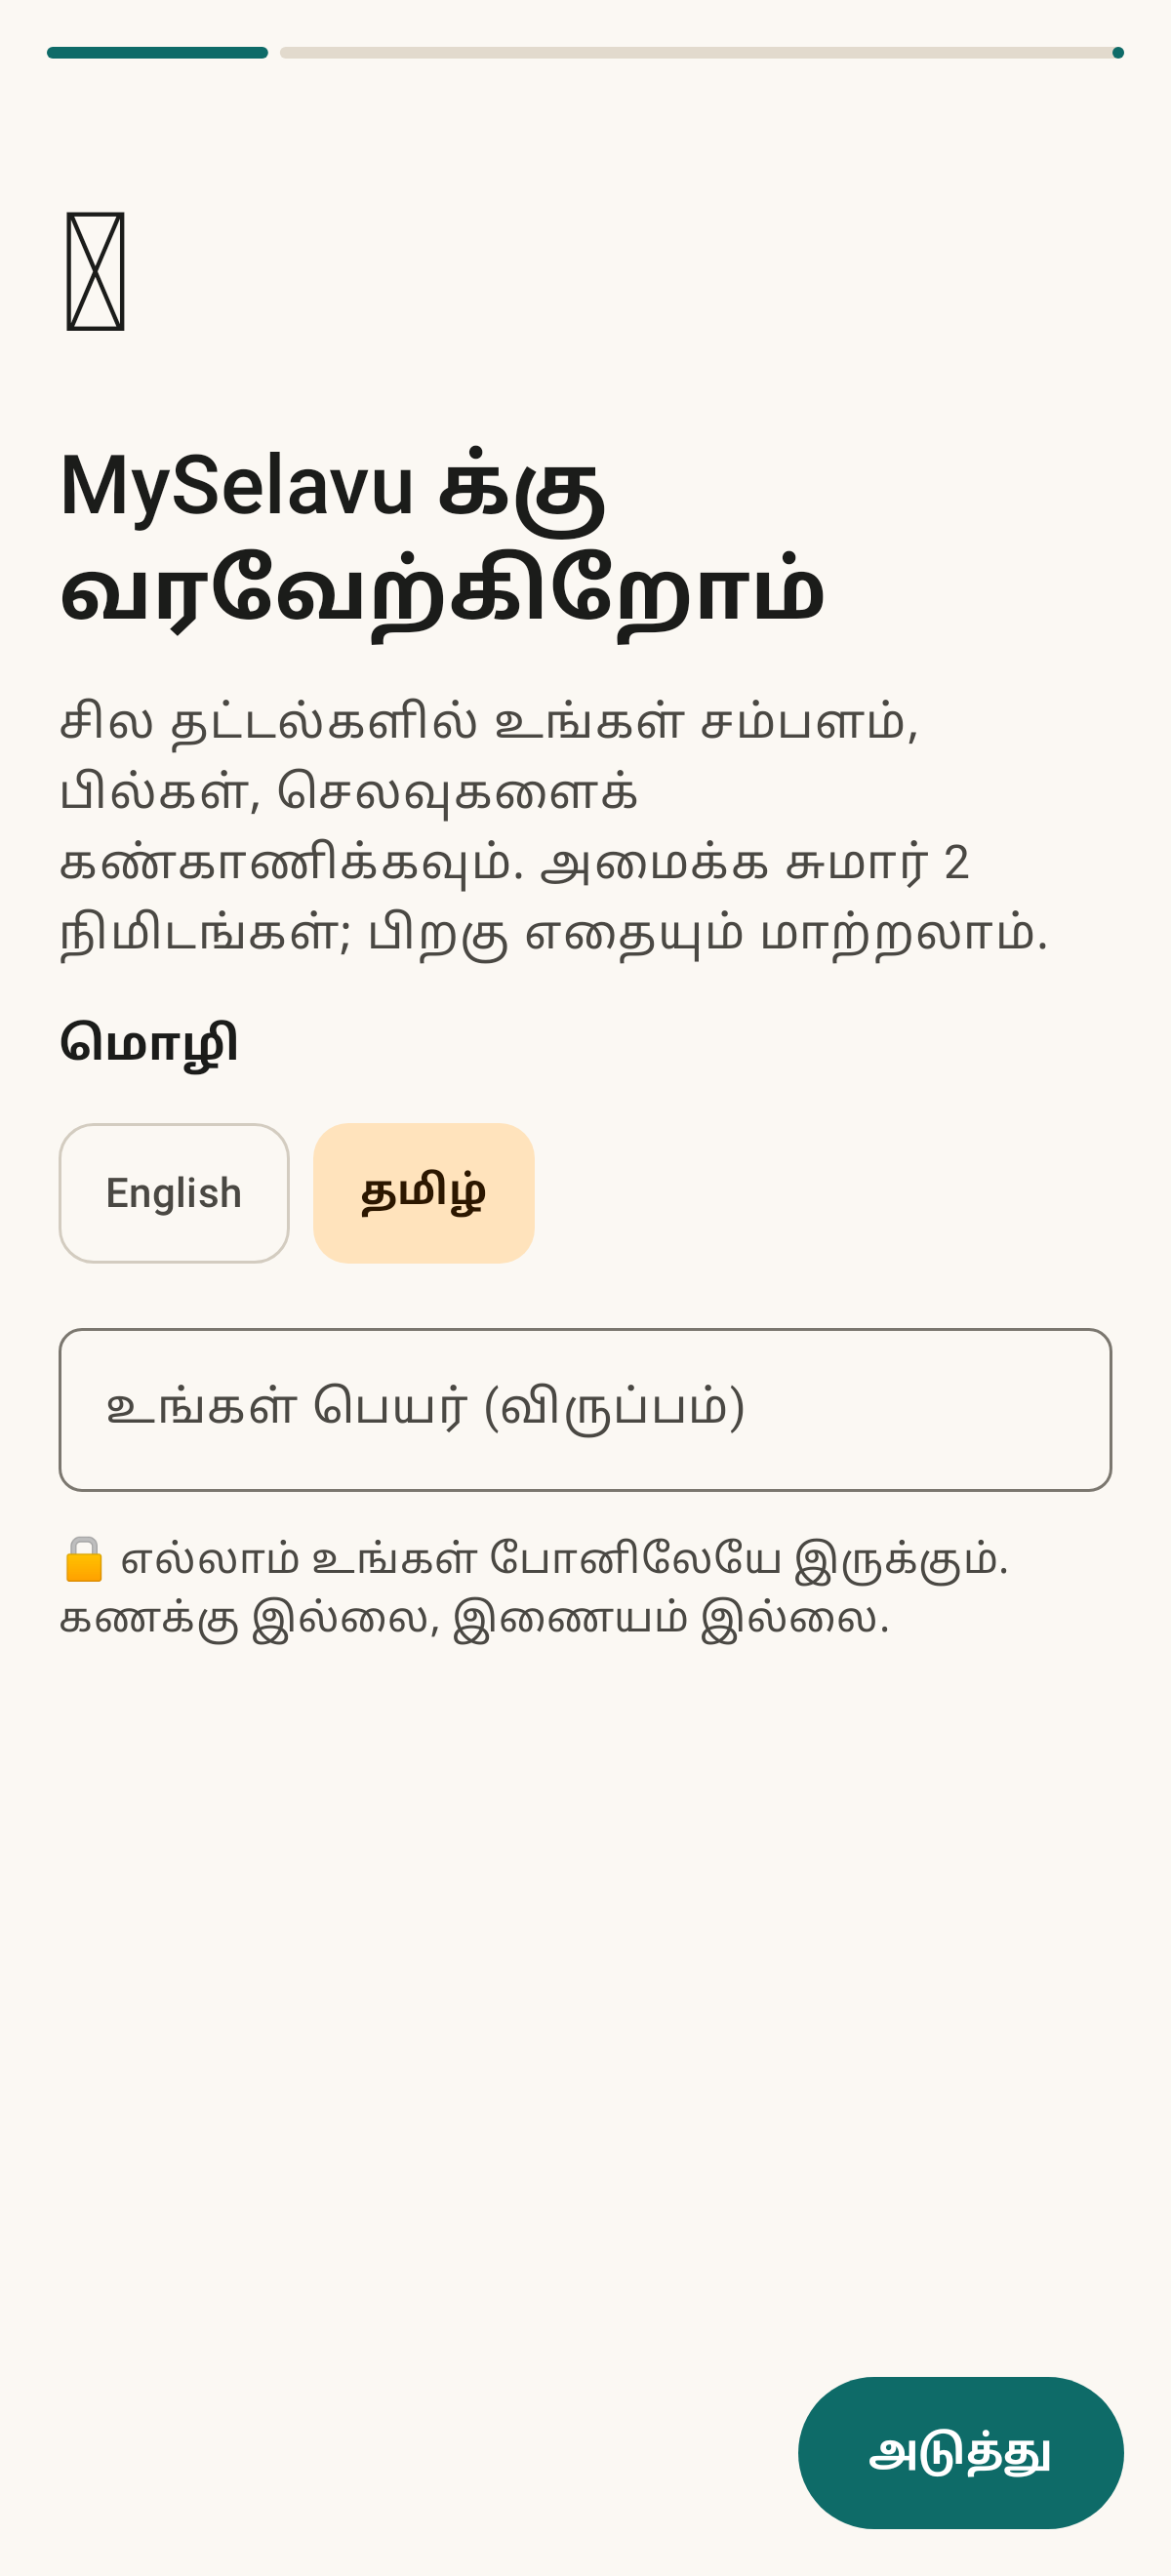 MySelavu க்கு
வரவேற்கிறோம்
சில தட்டல்களில் உங்கள் சம்பளம்,
பில்கள், செலவுகளைக்
கண்காணிக்கவும். அமைக்க சுமார் 2
நிமிடங்கள்; பிறகு எதையும் மாற்றலாம்.
மொழி
English தமிழ்
உங்கள் பெயர் (விருப்பம்)
🔒 எல்லாம் உங்கள் போனிலேயே இருக்கும்.
கணக்கு இல்லை, இணையம் இல்லை.
அடுத்து